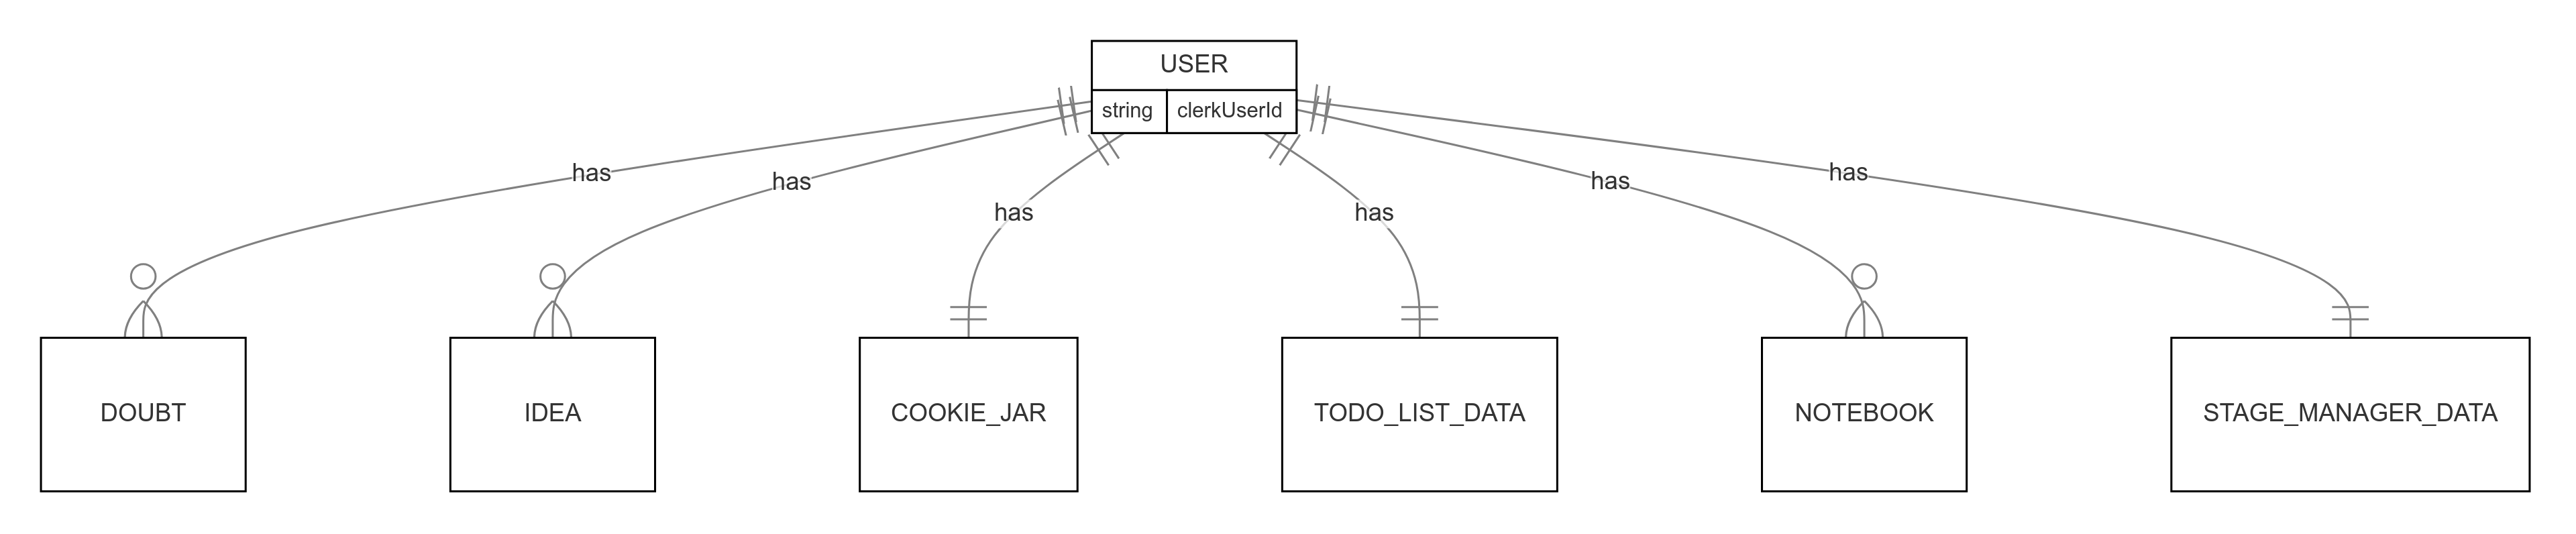 USER
string clerkUserId
has
has
has
has
has
has
DOUBT
IDEA
COOKIE_JAR
TODO_LIST_DATA
NOTEBOOK
STAGE_MANAGER_DATA